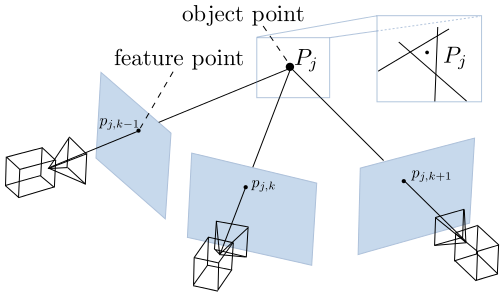 object point
feature point
P_j
P_j
p_{j,k−1}
p_{j,k}
p_{j,k+1}